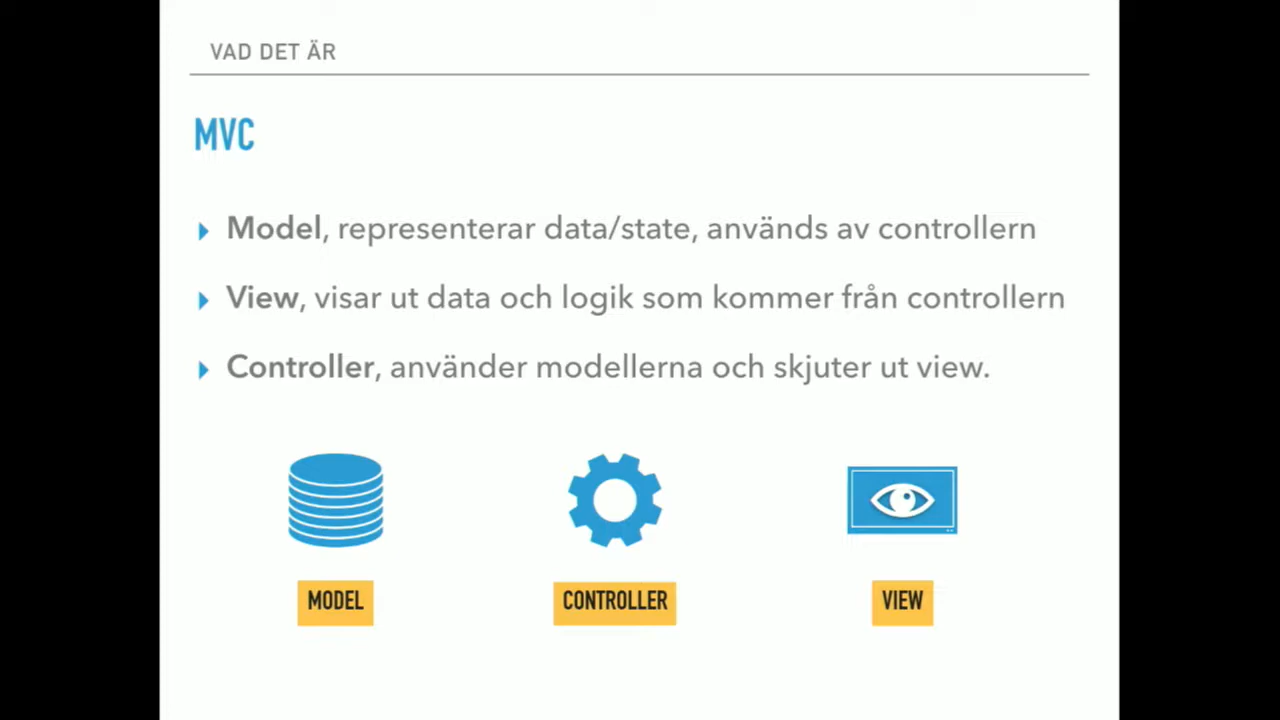 VAD DET ÄR
MVC
Model, representerar data/state, används av controllern
View, visar ut data och logik som kommer från controllern
Controller, använder modellerna och skjuter ut view.
MODEL
CONTROLLER
VIEW